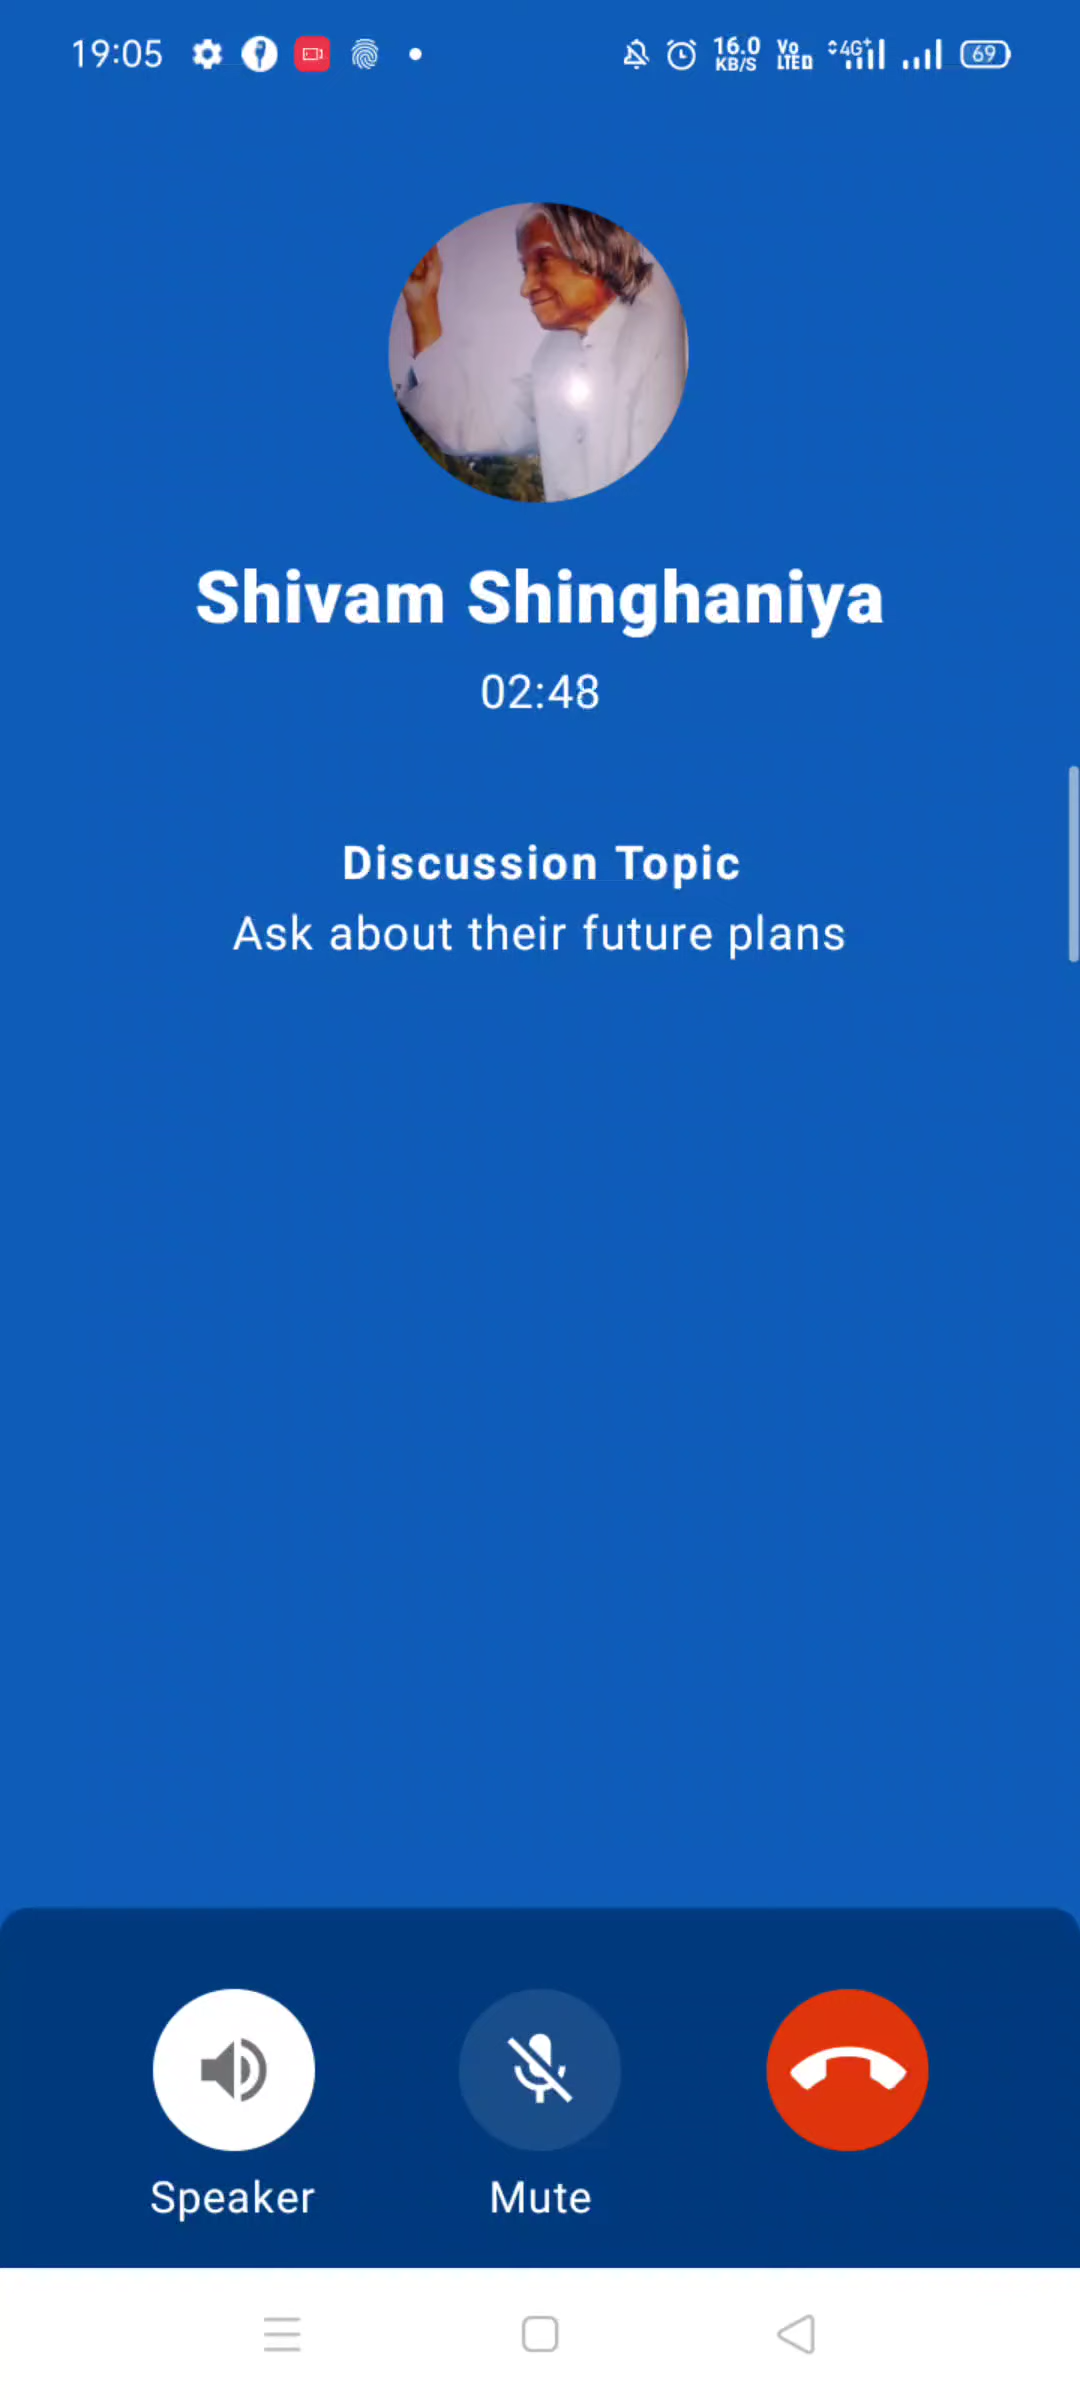 19:05 16.0 KB/S Vo LTE 4G+ 69
Shivam Shinghaniya
02:48
Discussion Topic
Ask about their future plans
Speaker Mute